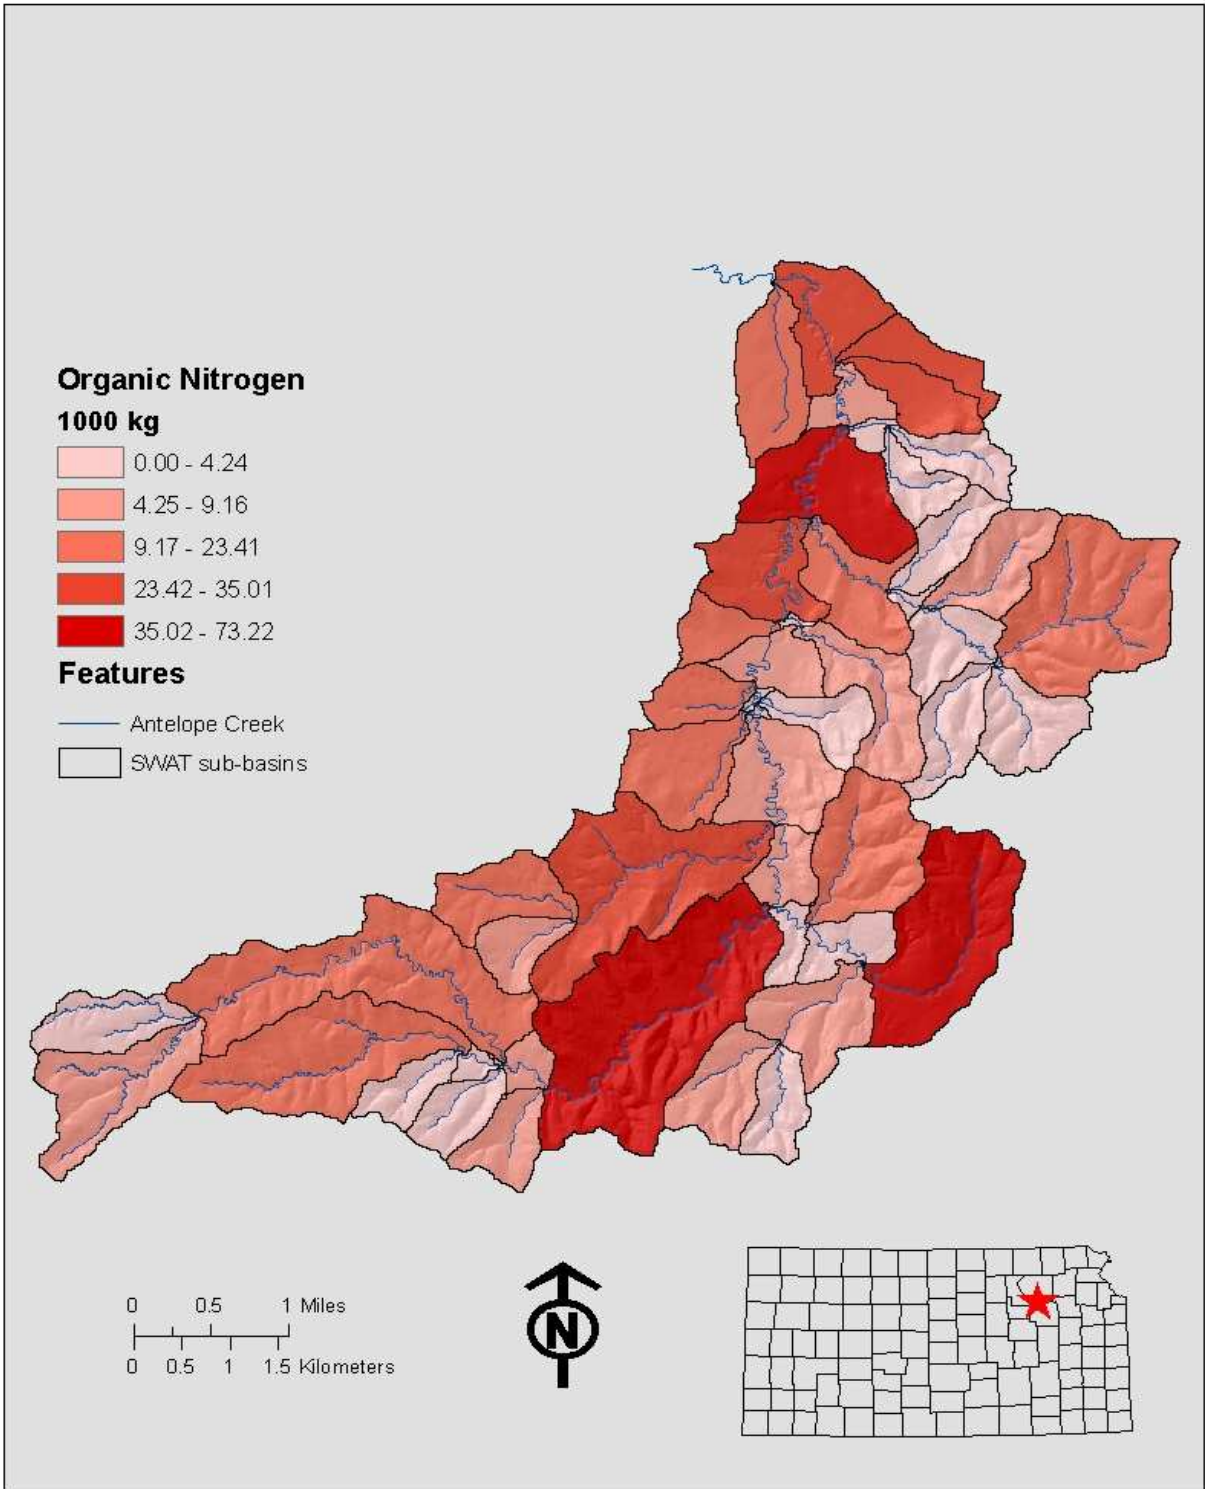 Organic Nitrogen
1000 kg
0.00 - 4.24
4.25 - 9.16
9.17 - 23.41
23.42 - 35.01
35.02 - 73.22
Features
Antelope Creek
SWAT sub-basins
0 0.5 1 Miles
0 0.5 1 1.5 Kilometers
N